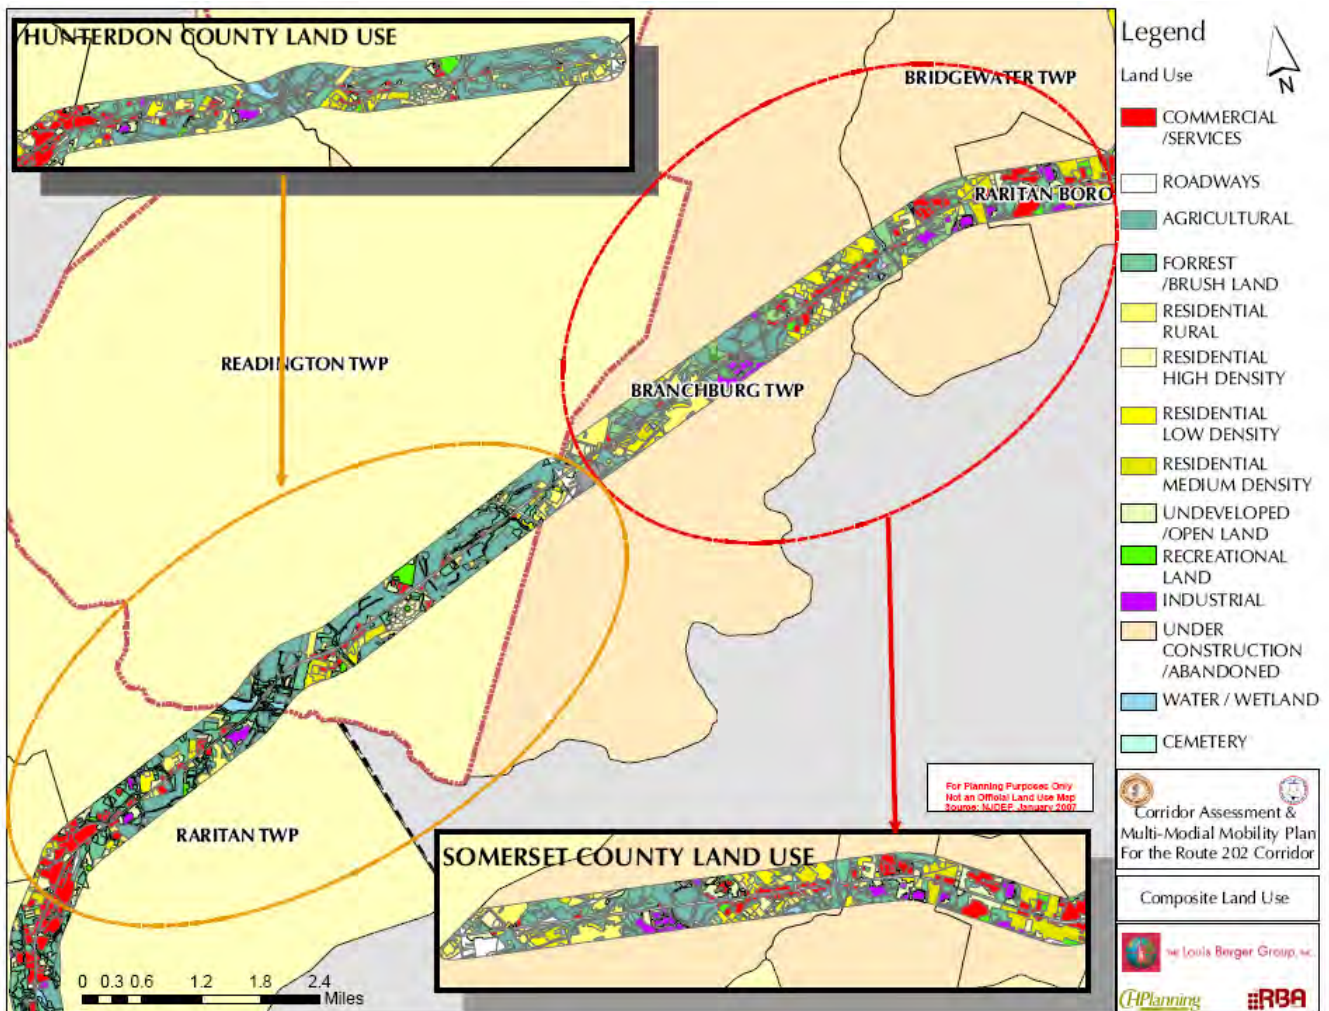 HUNTERDON COUNTY LAND USE
BRIDGEWATER TWP
RARITAN BORO
READINGTON TWP
BRANCHBURG TWP
RARITAN TWP
For Planning Purposes Only
Not an Official Land Use Map
Source: NJDEP, January 2007
SOMERSET COUNTY LAND USE
0 0.3 0.6 1.2 1.8 2.4
Miles
Legend
N
Land Use
COMMERCIAL
/SERVICES
ROADWAYS
AGRICULTURAL
FORREST
/BRUSH LAND
RESIDENTIAL
RURAL
RESIDENTIAL
HIGH DENSITY
RESIDENTIAL
LOW DENSITY
RESIDENTIAL
MEDIUM DENSITY
UNDEVELOPED
/OPEN LAND
RECREATIONAL
LAND
INDUSTRIAL
UNDER
CONSTRUCTION
/ABANDONED
WATER / WETLAND
CEMETERY
Corridor Assessment &
Multi-Modial Mobility Plan
For the Route 202 Corridor
Composite Land Use
THE Louis Berger Group, INC.
CHPlanning
RBA